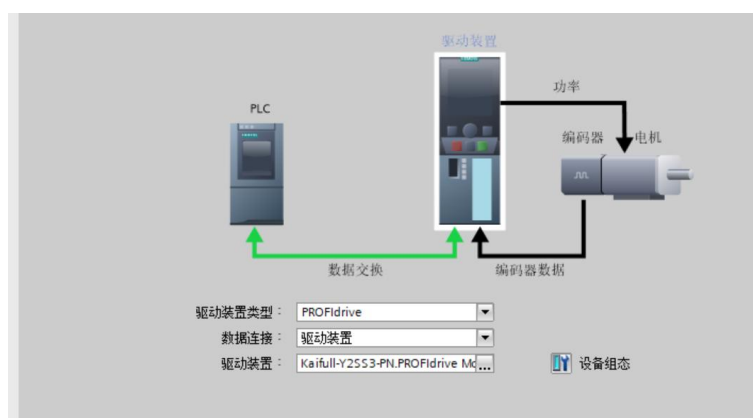 驱动装置
功率
PLC
编码器
电机
数据交换
编码器数据
驱动装置类型：
PROFIdrive
数据连接：
驱动装置
驱动装置：
Kaifull-Y2SS3-PN.PROFIdrive Mc
...
设备组态